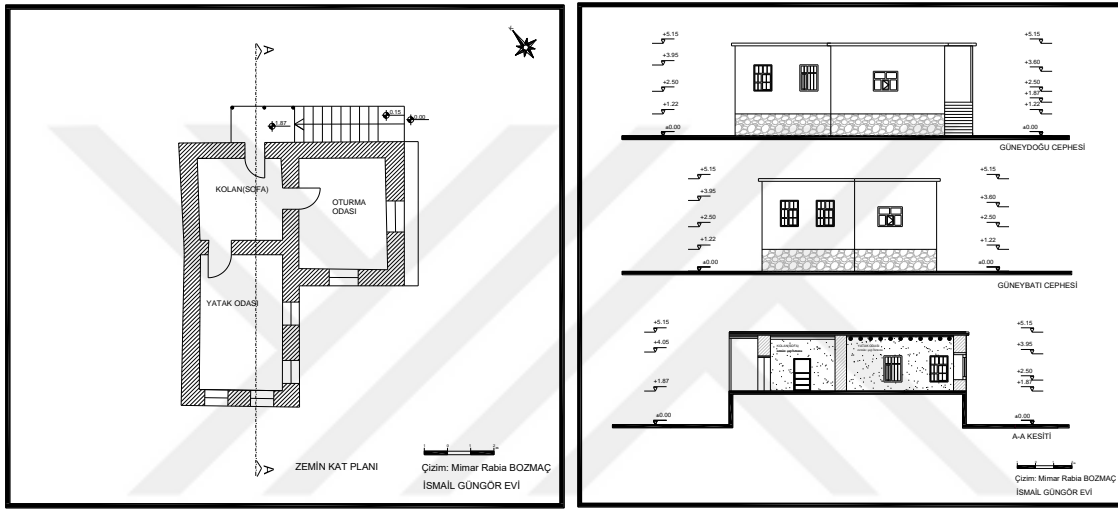 A
1.87
0.15
0.00
KOLAN(SOFA)
OTURMA
ODASI
YATAK ODASI
A
ZEMİN KAT PLANI
Çizim: Mimar Rabia BOZMAÇ
İSMAİL GÜNGÖR EVİ
+5.15
+3.95
+2.50
+1.22
±0.00
+5.15
+3.60
+2.50
+1.87
+1.22
±0.00
GÜNEYDOĞU CEPHESİ
+5.15
+3.95
+2.50
+1.22
±0.00
+5.15
+3.60
+2.50
+1.22
±0.00
GÜNEYBATI CEPHESİ
+5.15
+4.05
+1.87
±0.00
KOLAN(SOFA)
YATAK ODASI
+5.15
+3.95
+2.50
+1.87
±0.00
A-A KESİTİ
Çizim: Mimar Rabia BOZMAÇ
İSMAİL GÜNGÖR EVİ